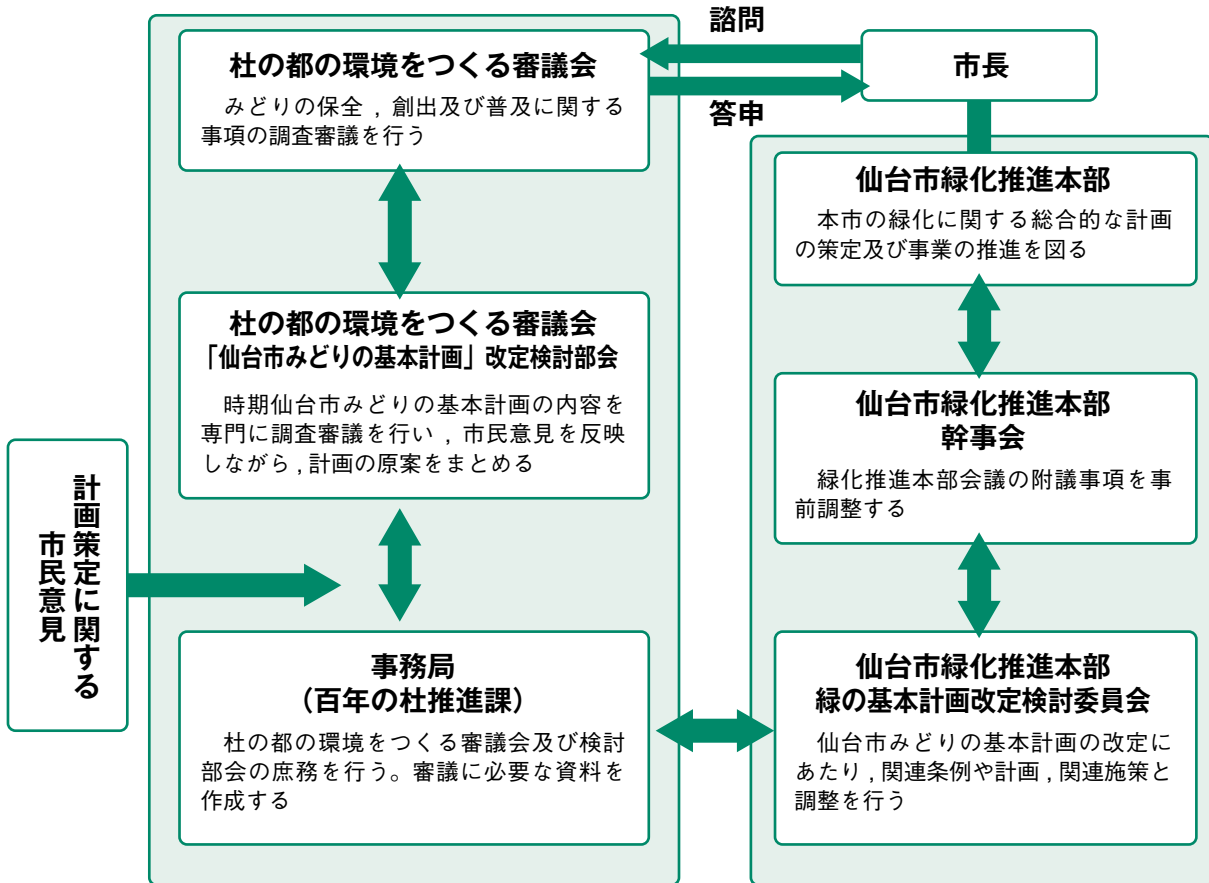 諮問
答申
市長
杜の都の環境をつくる審議会
みどりの保全,創出及び普及に関する
事項の調査審議を行う
杜の都の環境をつくる審議会
「仙台市みどりの基本計画」改定検討部会
時期仙台市みどりの基本計画の内容を
専門に調査審議を行い,市民意見を反映
しながら,計画の原案をまとめる
計画策定に関する
市民意見
事務局
(百年の杜推進課)
杜の都の環境をつくる審議会及び検討
部会の庶務を行う。審議に必要な資料を
作成する
仙台市緑化推進本部
本市の緑化に関する総合的な計画
の策定及び事業の推進を図る
仙台市緑化推進本部
幹事会
緑化推進本部会議の附議事項を事
前調整する
仙台市緑化推進本部
緑の基本計画改定検討委員会
仙台市みどりの基本計画の改定に
あたり,関連条例や計画,関連施策と
調整を行う